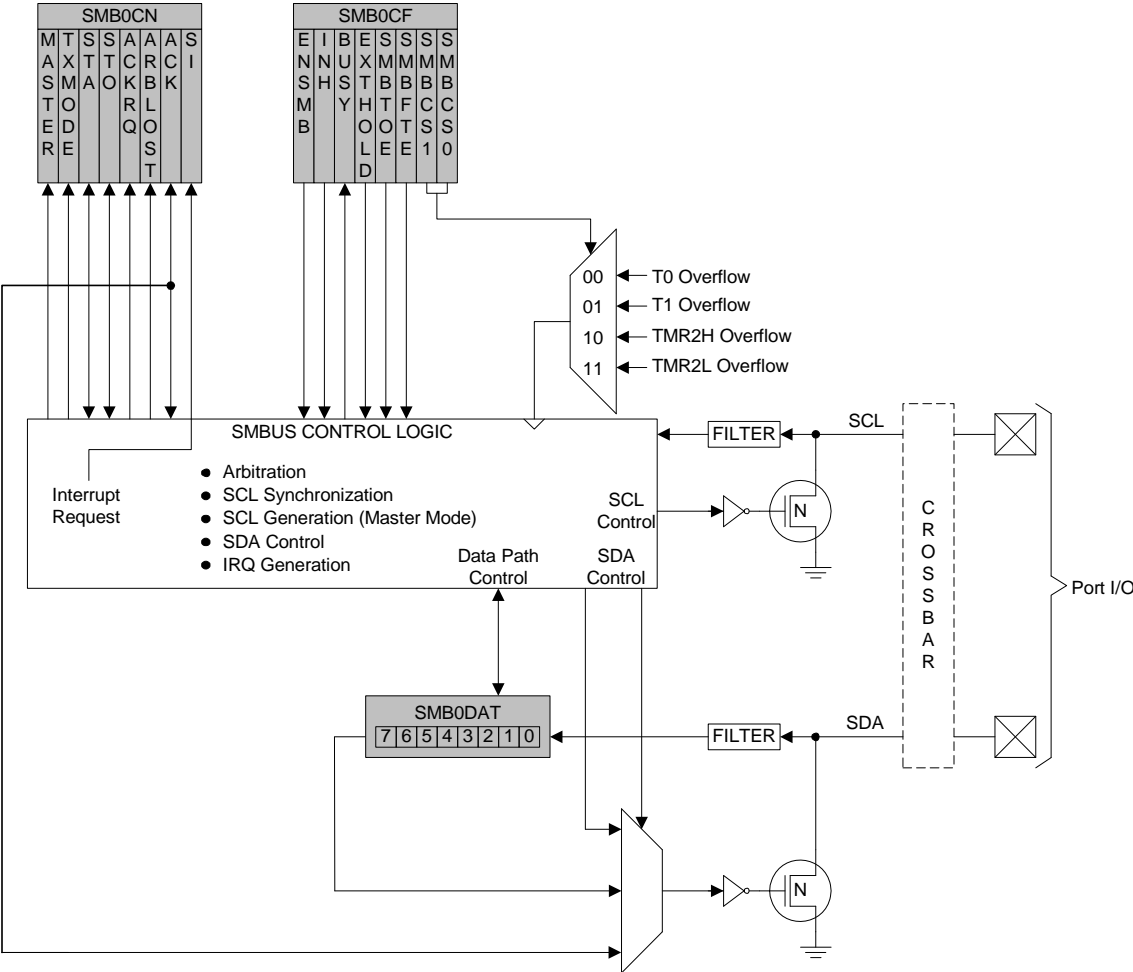 SMB0CN
MASTER
TXMODE
STA
STO
ACKRQ
ARBLOST
ACK
SI
SMB0CF
ENSMB
INH
BUSY
EXTHOLD
SMBTOE
SMBFTE
SMBCS1
SMBCS0
00 T0 Overflow
01 T1 Overflow
10 TMR2H Overflow
11 TMR2L Overflow
SMBUS CONTROL LOGIC
Interrupt
Request
● Arbitration
● SCL Synchronization
● SCL Generation (Master Mode)
● SDA Control
● IRQ Generation
SCL
Control
Data Path
Control
SDA
Control
FILTER
SCL
N
CROSSBAR
Port I/O
SMB0DAT
7 6 5 4 3 2 1 0
FILTER
SDA
N